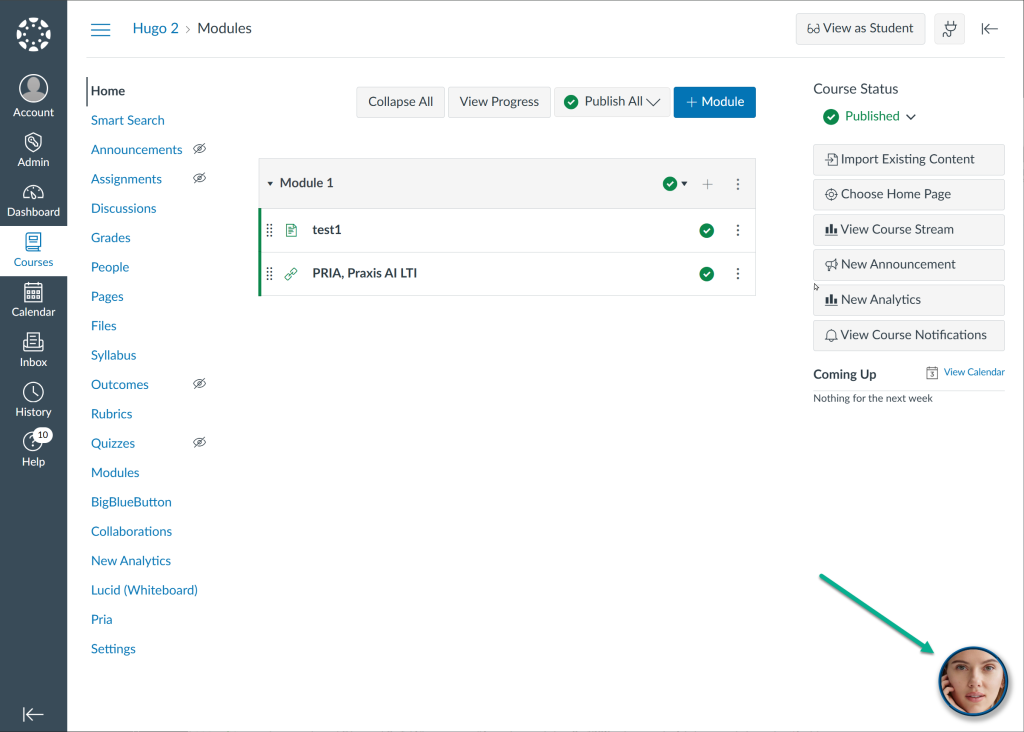 Hugo 2 › Modules
View as Student
Account
Admin
Dashboard
Courses
Calendar
Inbox
History
10
Help
Home
Smart Search
Announcements
Assignments
Discussions
Grades
People
Pages
Files
Syllabus
Outcomes
Rubrics
Quizzes
Modules
BigBlueButton
Collaborations
New Analytics
Lucid (Whiteboard)
Pria
Settings
Collapse All
View Progress
Publish All
+ Module
Module 1
test1
PRIA, Praxis AI LTI
Course Status
Published
Import Existing Content
Choose Home Page
View Course Stream
New Announcement
New Analytics
View Course Notifications
Coming Up
3 View Calendar
Nothing for the next week